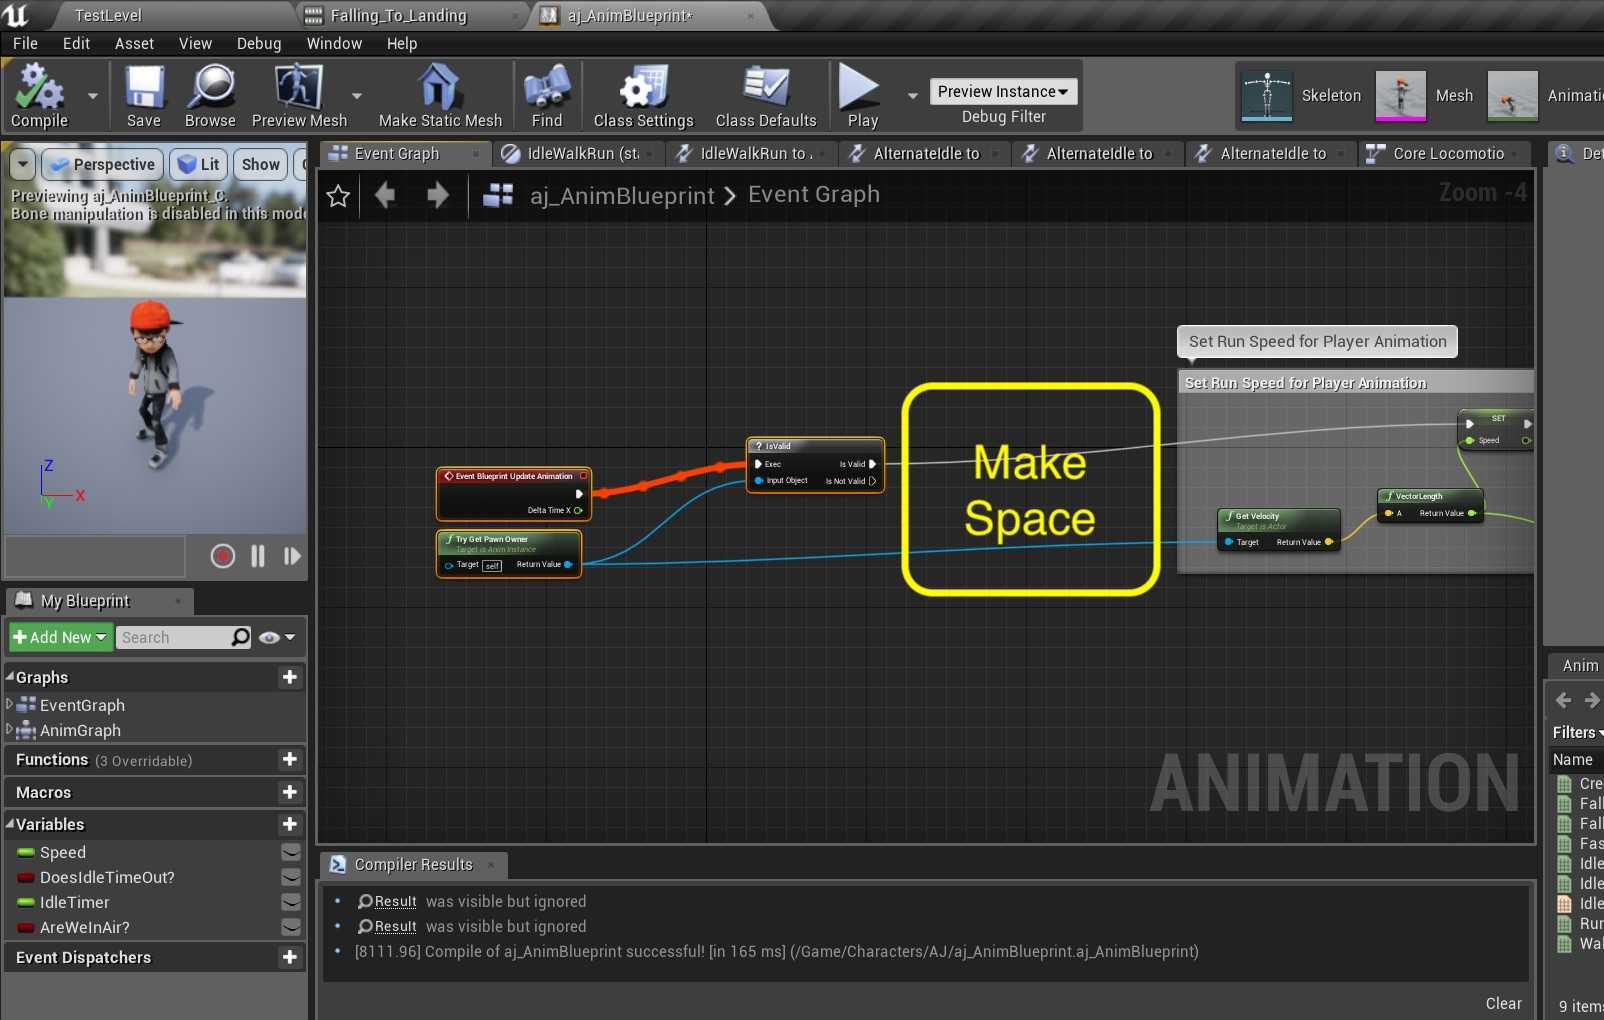 TestLevel
Falling_To_Landing
aj_AnimBlueprint*
File Edit Asset View Debug Window Help
Compile
Save
Browse
Preview Mesh
Make Static Mesh
Find
Class Settings
Class Defaults
Play
Preview Instance
Debug Filter
Skeleton
Mesh
Animati
Perspective
Lit
Show
Previewing aj_AnimBlueprint_C.
Bone manipulation is disabled in this mode
Z
X
Y
Event Graph
IdleWalkRun (sta
IdleWalkRun to .
AlternateIdle to
AlternateIdle to
AlternateIdle to
Core Locomotio
Det
aj_AnimBlueprint > Event Graph
Zoom -4
Set Run Speed for Player Animation
Set Run Speed for Player Animation
SET
Speed
IsValid
Exec
Is Valid
Input Object
Is Not Valid
Event Blueprint Update Animation
Delta Time X
Try Get Pawn Owner
Target is Anim Instance
Target self Return Value
Make
Space
VectorLength
A Return Value
Get Velocity
Target is Actor
Target Return Value
ANIMATION
My Blueprint
+ Add New
Search
Graphs
EventGraph
AnimGraph
Functions (3 Overridable)
Macros
Variables
Speed
DoesIdleTimeOut?
IdleTimer
AreWeInAir?
Event Dispatchers
Compiler Results
Result was visible but ignored
Result was visible but ignored
[8111.96] Compile of aj_AnimBlueprint successful! [in 165 ms] (/Game/Characters/AJ/aj_AnimBlueprint.aj_AnimBlueprint)
Clear
Anim
Filters
Name
Cre
Fall
Fall
Fas
Idle
Idle
Idle
Run
Wal
9 item